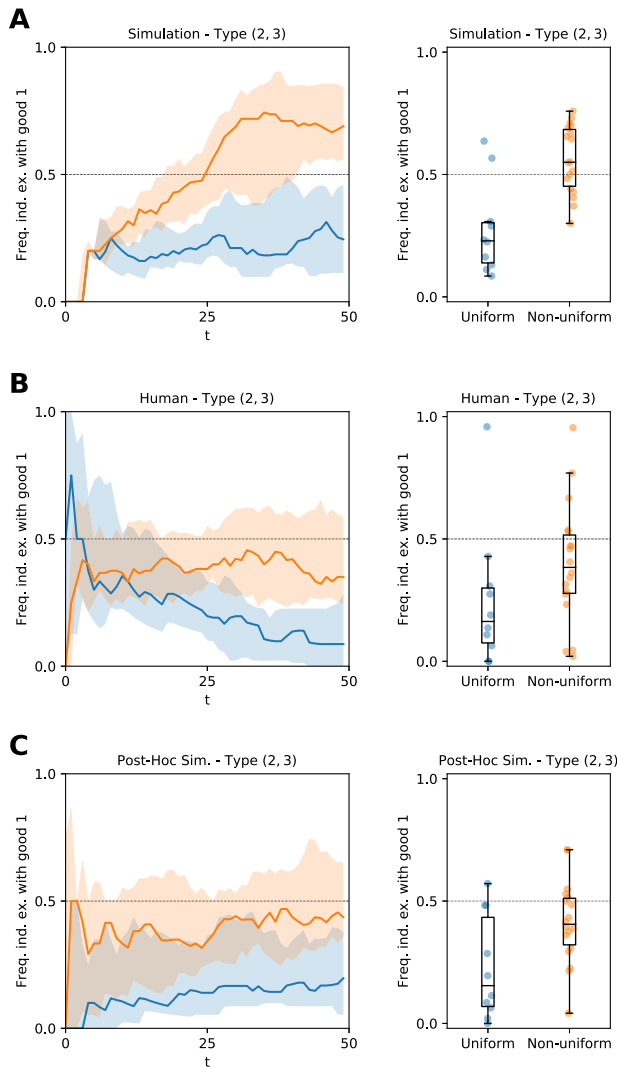 A
Simulation - Type (2, 3)
Freq. ind. ex. with good 1
1.0
0.5
0.0
0
25
50
t
Simulation - Type (2, 3)
Freq. ind. ex. with good 1
1.0
0.5
0.0
Uniform
Non-uniform
B
Human - Type (2, 3)
Freq. ind. ex. with good 1
1.0
0.5
0.0
0
25
50
t
Human - Type (2, 3)
Freq. ind. ex. with good 1
1.0
0.5
0.0
Uniform
Non-uniform
C
Post-Hoc Sim. - Type (2, 3)
Freq. ind. ex. with good 1
1.0
0.5
0.0
0
25
50
t
Post-Hoc Sim. - Type (2, 3)
Freq. ind. ex. with good 1
1.0
0.5
0.0
Uniform
Non-uniform